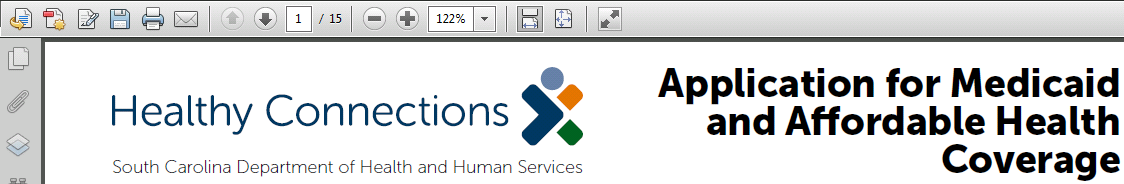 1 / 15 122%
Healthy Connections
South Carolina Department of Health and Human Services
Application for Medicaid
and Affordable Health
Coverage